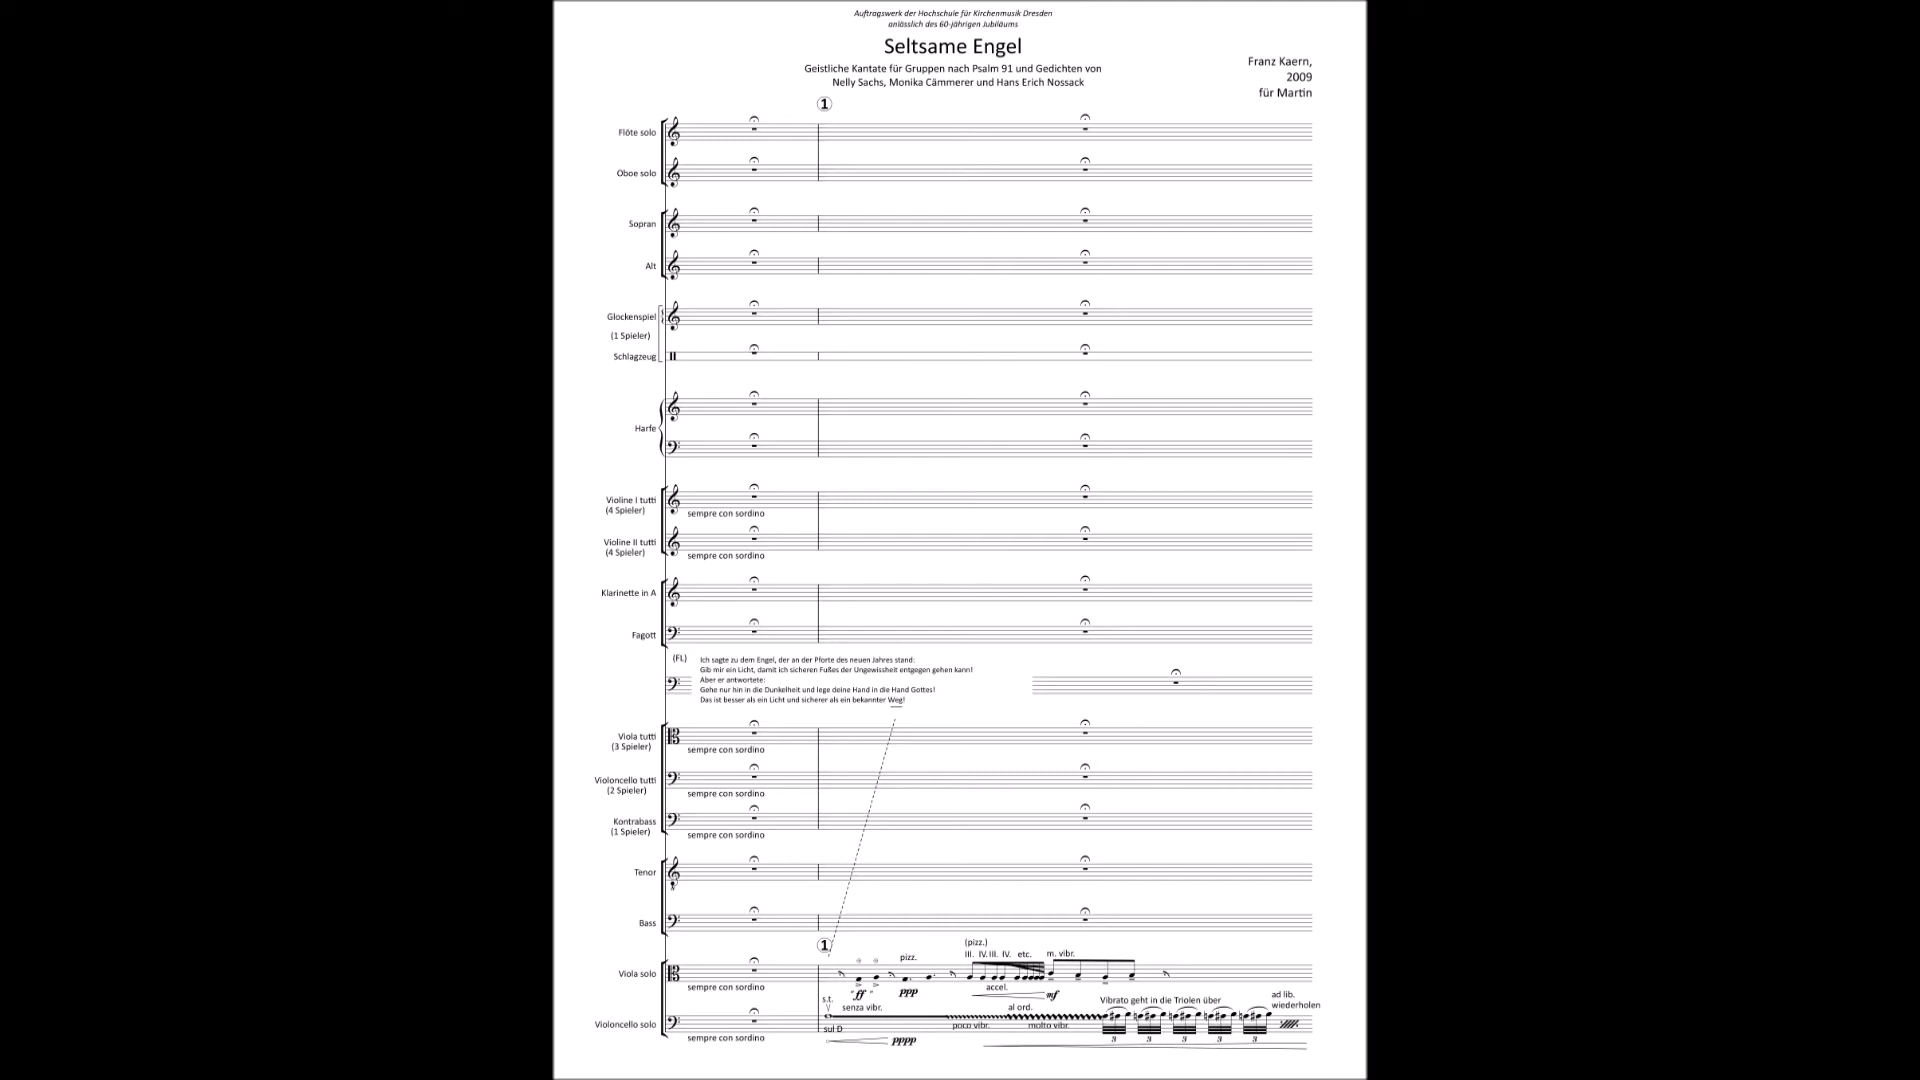 Auftragswerk der Hochschule für Kirchenmusik Dresden
anlässlich des 60-jährigen Jubiläums
Seltsame Engel
Geistliche Kantate für Gruppen nach Psalm 91 und Gedichten von
Nelly Sachs, Monika Cämmerer und Hans Erich Nossack
Franz Kaern,
2009
für Martin
1
Flöte solo
Oboe solo
Sopran
Alt
Glockenspiel
(1 Spieler)
Schlagzeug
Harfe
Violine I tutti
(4 Spieler)
sempre con sordino
Violine II tutti
(4 Spieler)
sempre con sordino
Klarinette in A
Fagott
(FL)
Ich sagte zu dem Engel, der an der Pforte des neuen Jahres stand:
Gib mir ein Licht, damit ich sicheren Fußes der Ungewissheit entgegen gehen kann!
Aber er antwortete:
Gehe nur hin in die Dunkelheit und lege deine Hand in die Hand Gottes!
Das ist besser als ein Licht und sicherer als ein bekannter Weg!
Viola tutti
(3 Spieler)
sempre con sordino
Violoncello tutti
(2 Spieler)
sempre con sordino
Kontrabass
(1 Spieler)
sempre con sordino
Tenor
Bass
1
(pizz.)
pizz.
III. IV. III. IV. etc.
m. vibr.
Viola solo
sempre con sordino
"ff"
ppp
accel.
mf
s.t.
senza vibr.
al ord.
Vibrato geht in die Triolen über
ad lib.
wiederholen
Violoncello solo
sul D
poco vibr.
molto vibr.
sempre con sordino
pppp
3 3 3 3 3